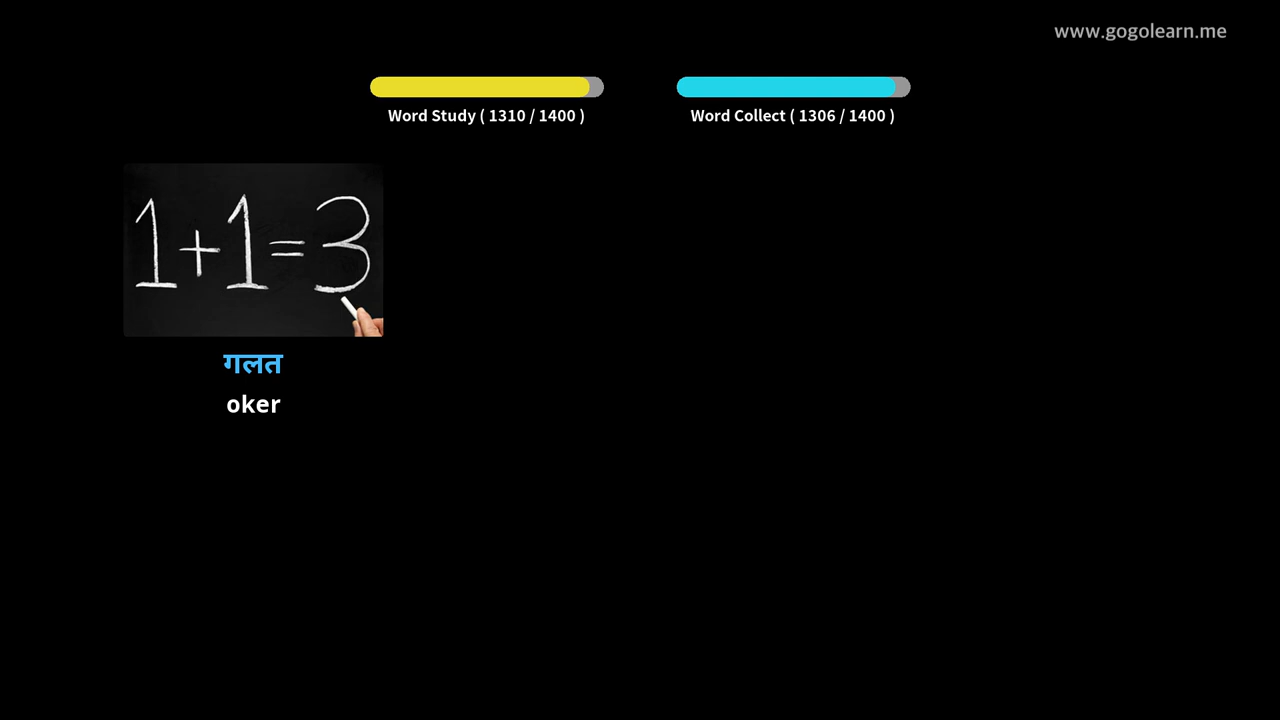 www.gogolearn.me
Word Study ( 1310 / 1400 )
Word Collect ( 1306 / 1400 )
1+1=3
गलत
oker